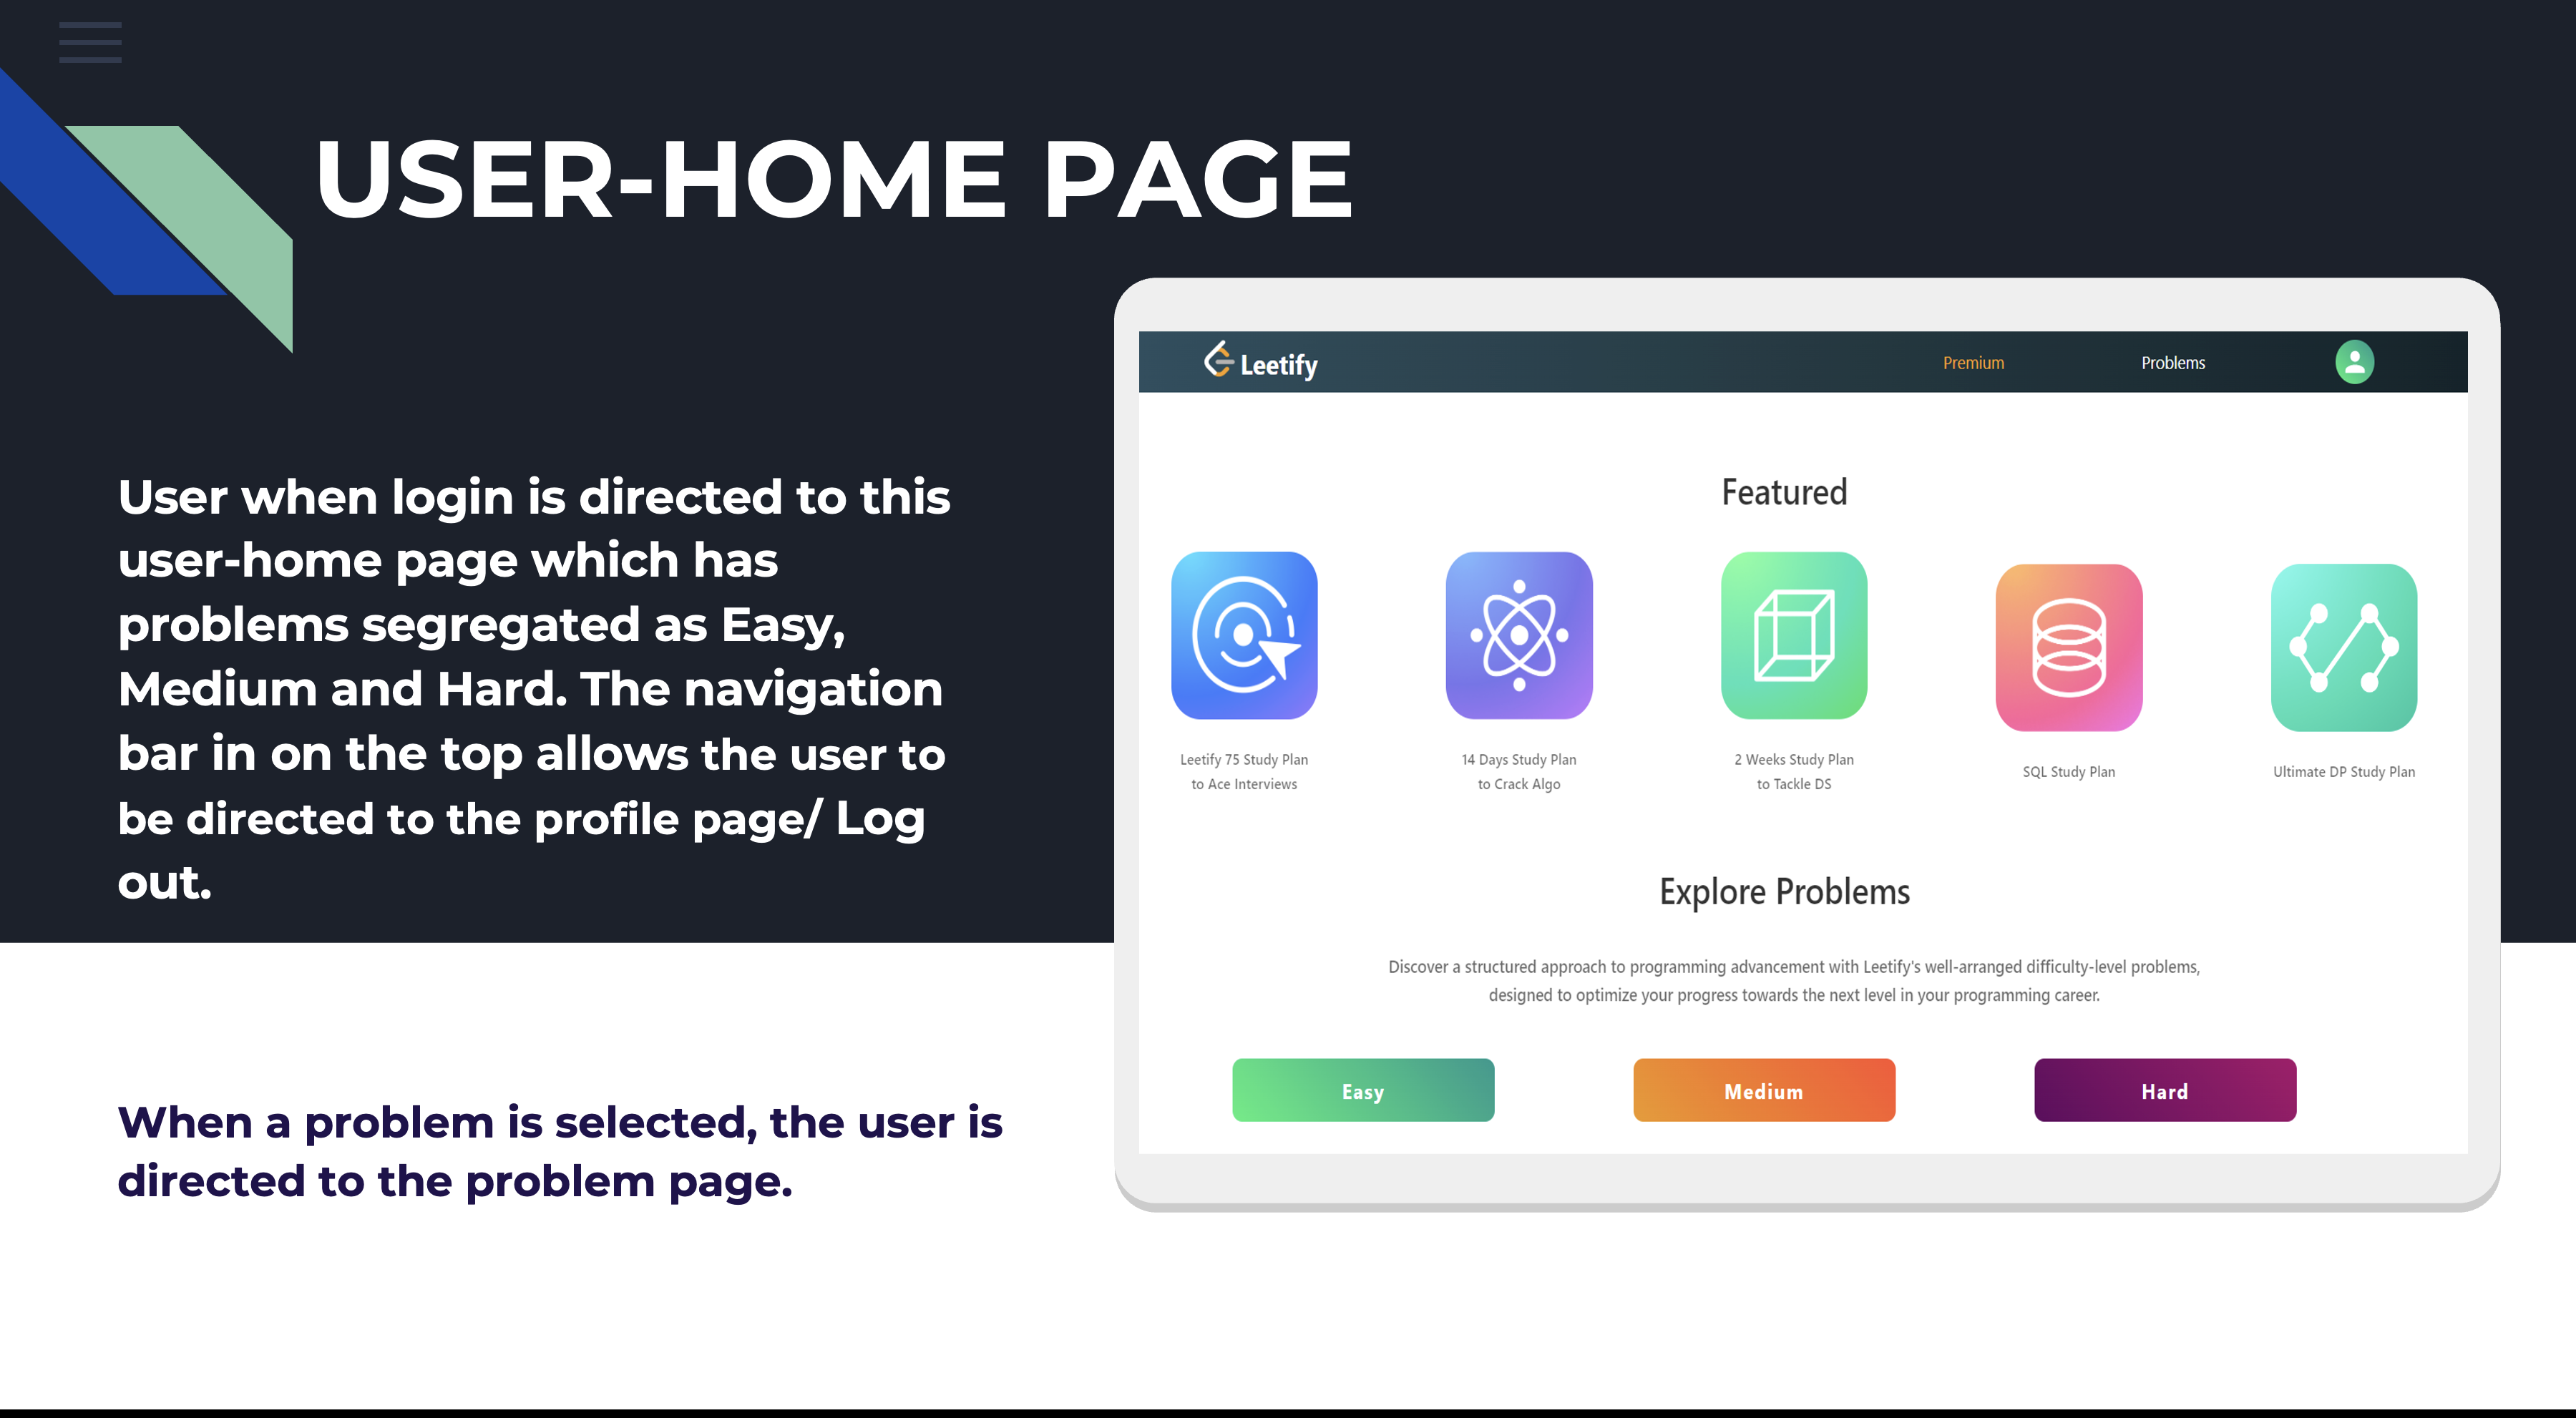 USER-HOME PAGE
User when login is directed to this
user-home page which has
problems segregated as Easy,
Medium and Hard. The navigation
bar in on the top allows the user to
be directed to the profile page/ Log
out.
When a problem is selected, the user is
directed to the problem page.
Leetify
Premium
Problems
Featured
Leetify 75 Study Plan
to Ace Interviews
14 Days Study Plan
to Crack Algo
2 Weeks Study Plan
to Tackle DS
SQL Study Plan
Ultimate DP Study Plan
Explore Problems
Discover a structured approach to programming advancement with Leetify's well-arranged difficulty-level problems,
designed to optimize your progress towards the next level in your programming career.
Easy
Medium
Hard